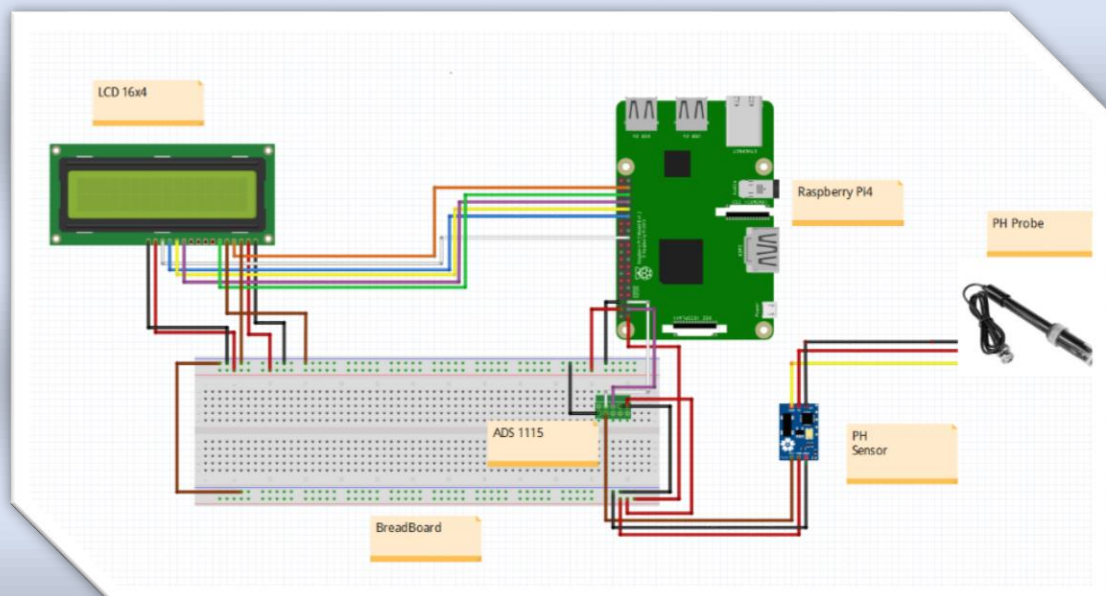 LCD 16x4
Raspberry Pi4
PH Probe
ADS 1115
PH
Sensor
BreadBoard